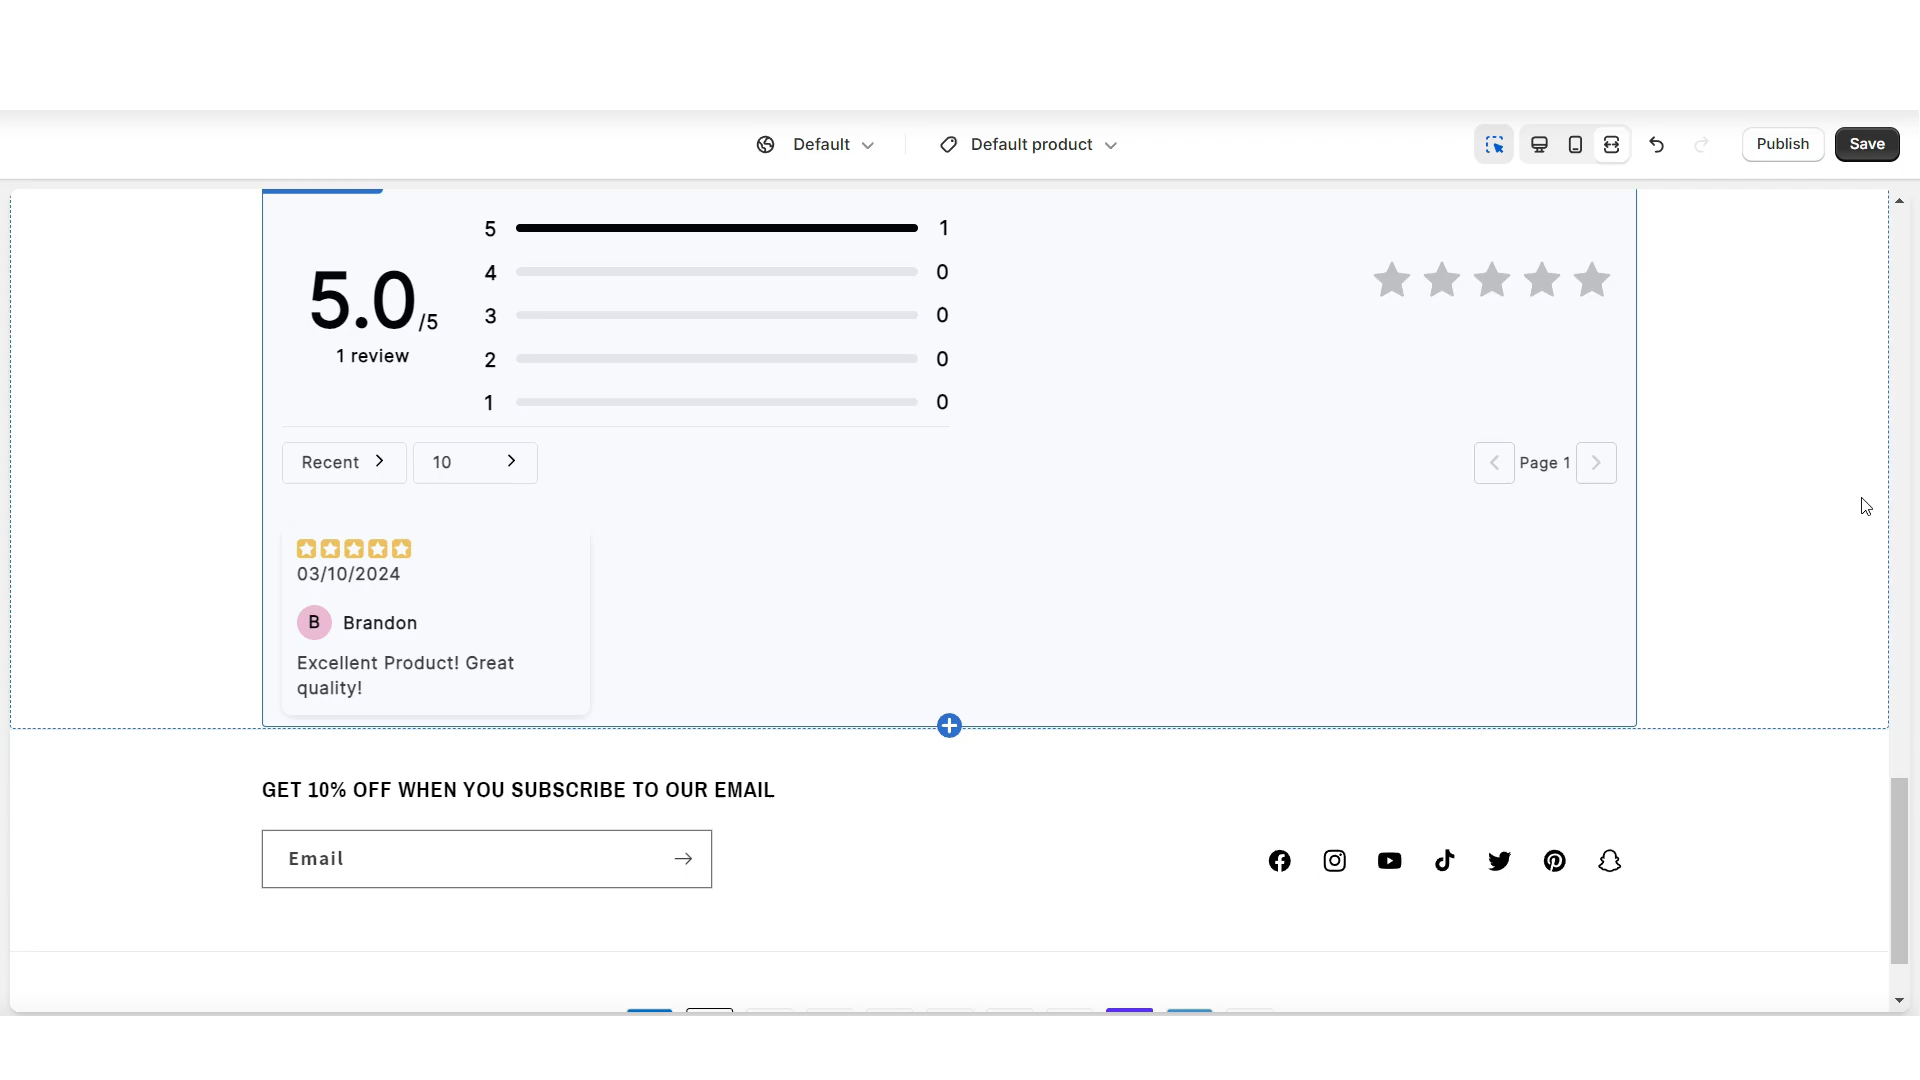 Default
Default product
Publish
Save
5 1
4 0
3 0
2 0
1 0
5.0/5
1 review
Recent
10
Page 1
03/10/2024
B Brandon
Excellent Product! Great
quality!
GET 10% OFF WHEN YOU SUBSCRIBE TO OUR EMAIL
Email